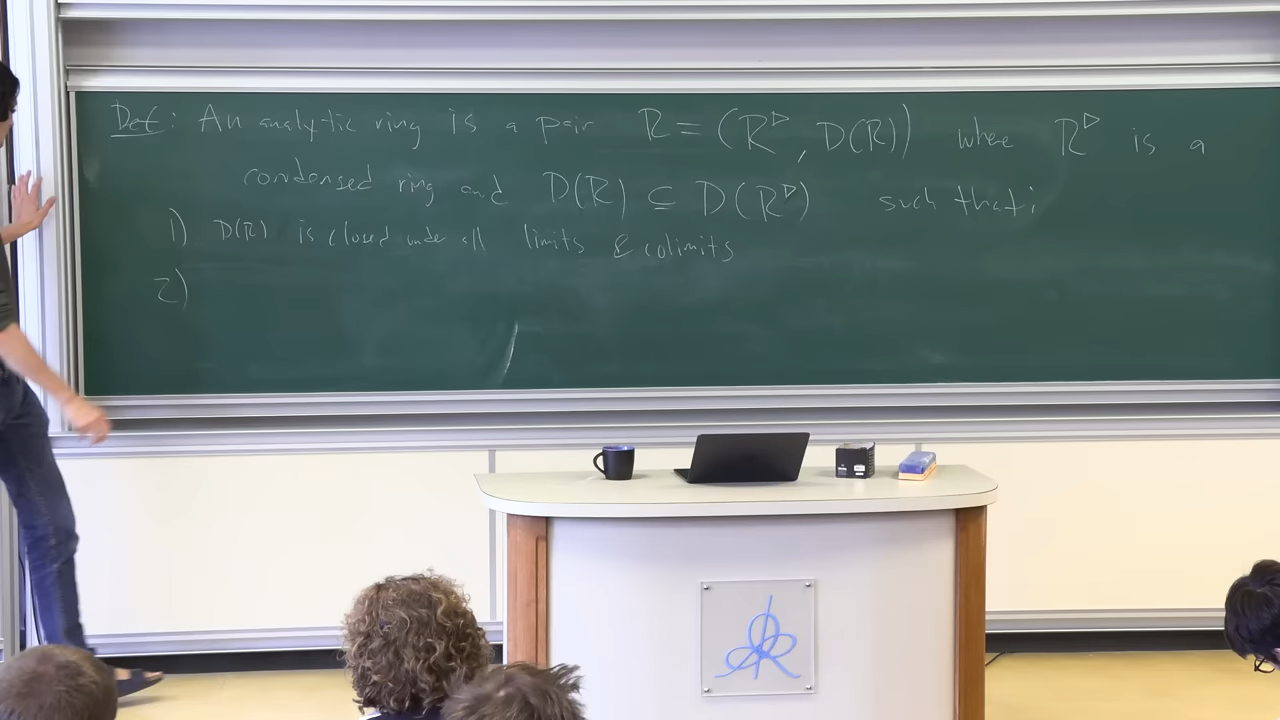 Def: An analytic ring is a pair R = (R^▷, D(R)) where R^▷ is a
condensed ring and D(R) ⊆ D(R^▷) such that:
1) D(R) is closed under all limits & colimits
2)